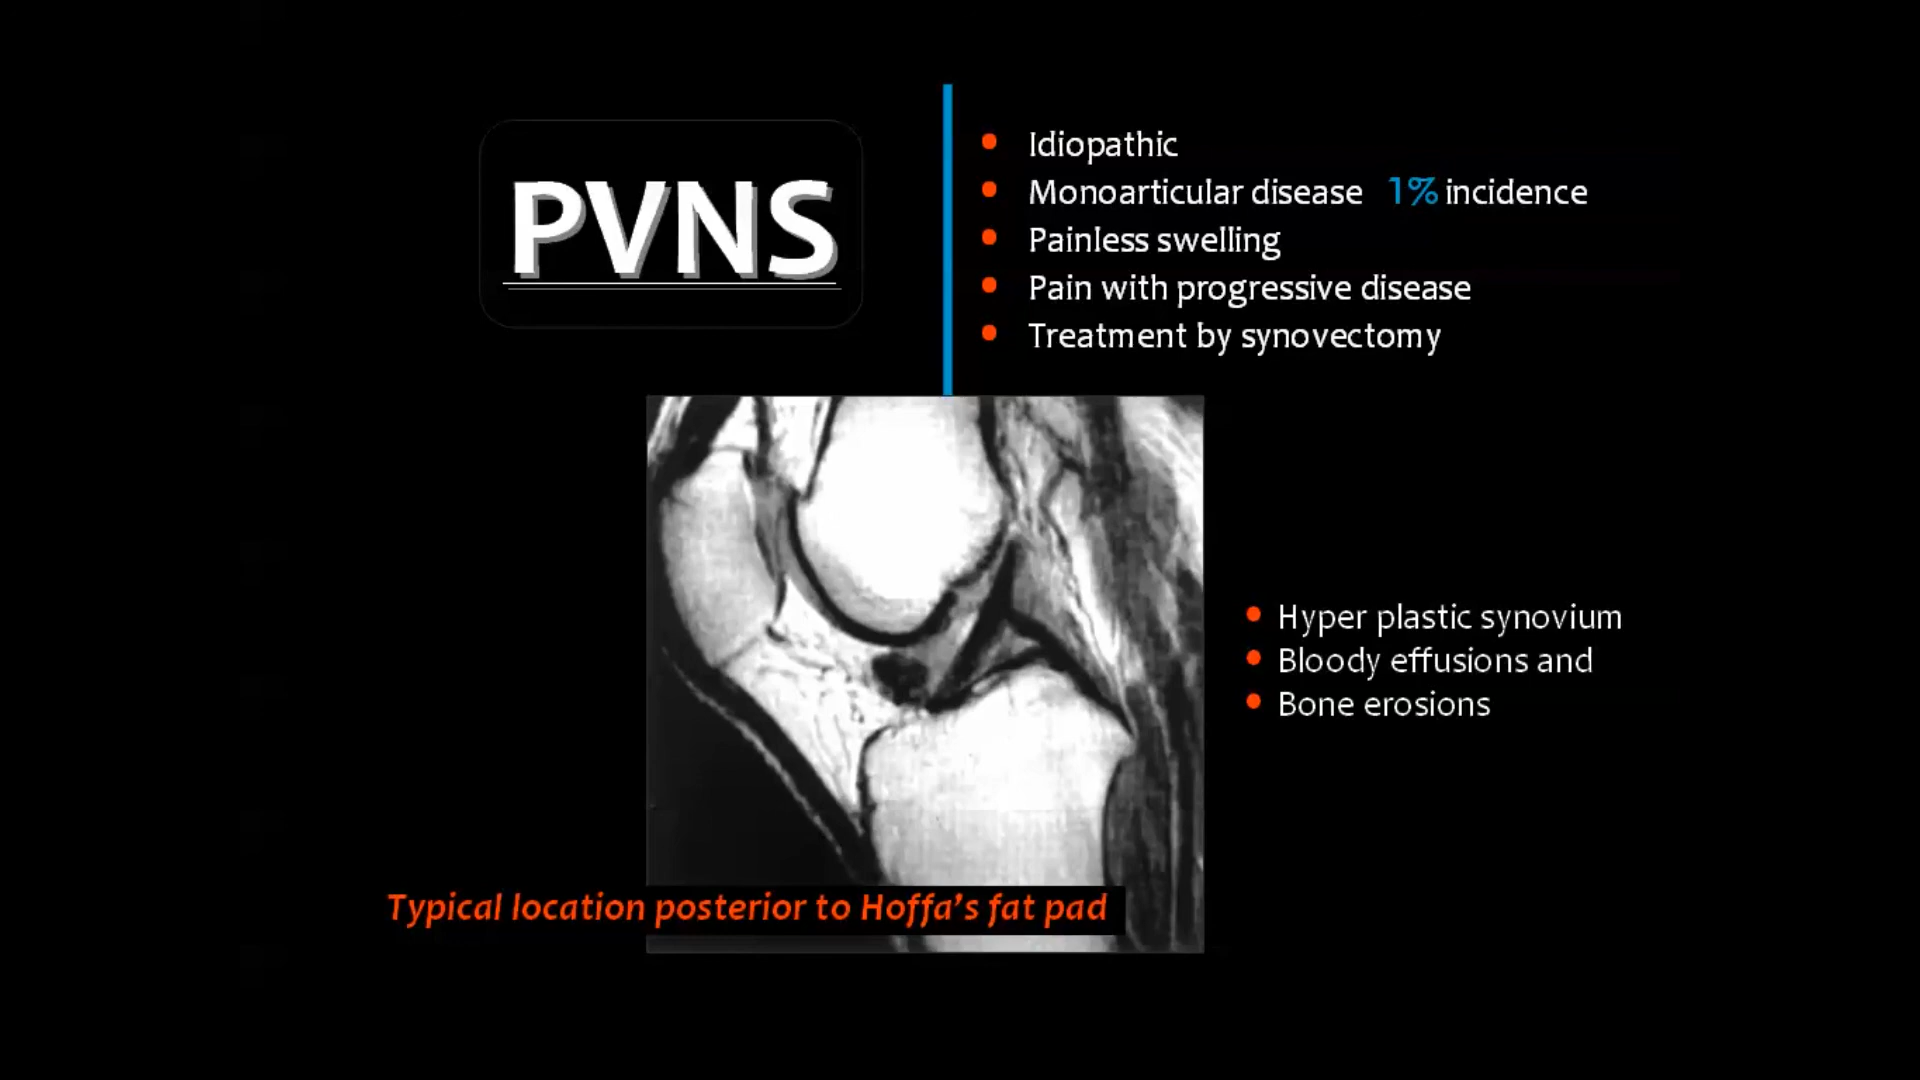 PVNS
Idiopathic
Monoarticular disease 1% incidence
Painless swelling
Pain with progressive disease
Treatment by synovectomy
Hyper plastic synovium
Bloody effusions and
Bone erosions
Typical location posterior to Hoffa's fat pad